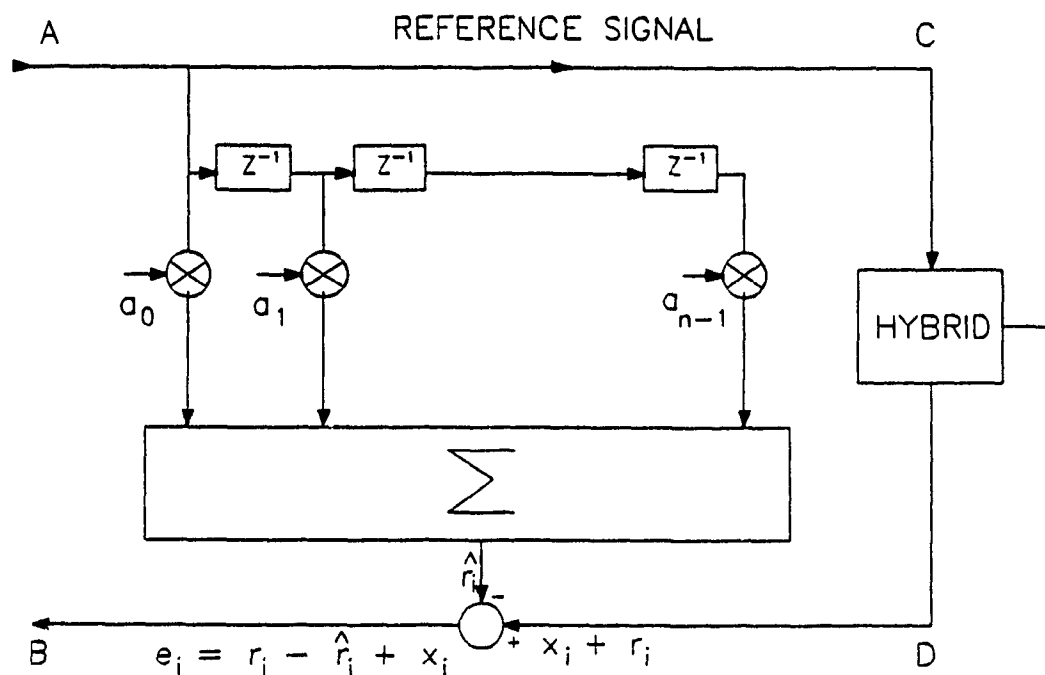 A
REFERENCE SIGNAL
C
Z⁻¹
Z⁻¹
Z⁻¹
a₀
a₁
aₙ₋₁
HYBRID
Σ
r̂ᵢ
-
B
eᵢ = rᵢ - r̂ᵢ + xᵢ
+
xᵢ + rᵢ
D